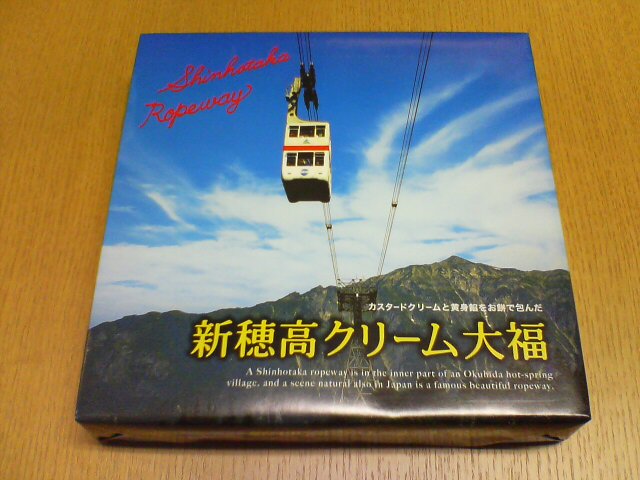 Shinhotaka
Ropeway
カスタードクリームと黄身餡をお餅で包んだ
新穂高クリーム大福
A Shinhotaka ropeway is in the inner part of an Okuhida hot-spring
village, and a scene natural also in Japan is a famous beautiful ropeway.